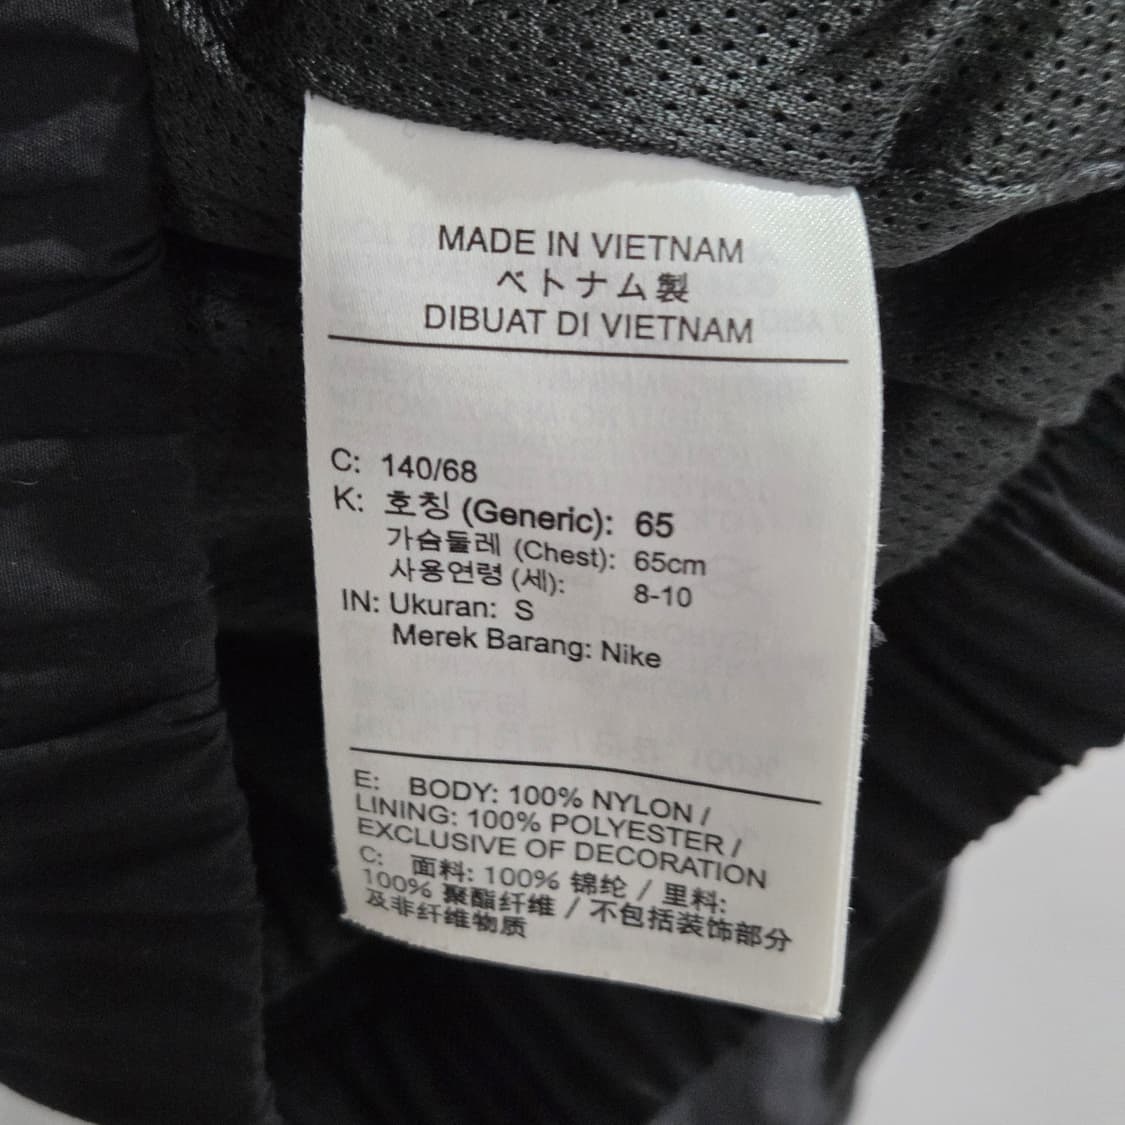 MADE IN VIETNAM
ベトナム製
DIBUAT DI VIETNAM
C: 140/68
K: 호칭 (Generic): 65
가슴둘레 (Chest): 65cm
사용연령 (세): 8-10
IN: Ukuran: S
Merek Barang: Nike
E: BODY: 100% NYLON /
LINING: 100% POLYESTER /
EXCLUSIVE OF DECORATION
C: 面料: 100% 锦纶 / 里料:
100% 聚酯纤维 / 不包括装饰部分
及非纤维物质